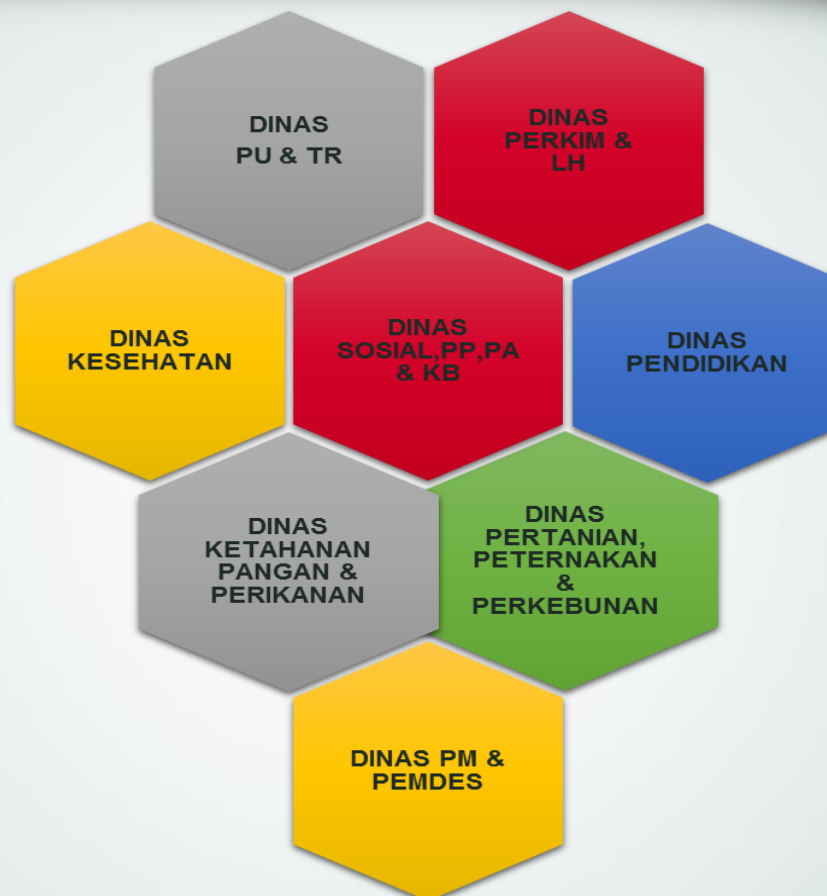 DINAS
PU & TR
DINAS
PERKIM &
LH
DINAS
KESEHATAN
DINAS
SOSIAL,PP,PA
& KB
DINAS
PENDIDIKAN
DINAS
KETAHANAN
PANGAN &
PERIKANAN
DINAS
PERTANIAN,
PETERNAKAN
&
PERKEBUNAN
DINAS PM &
PEMDES